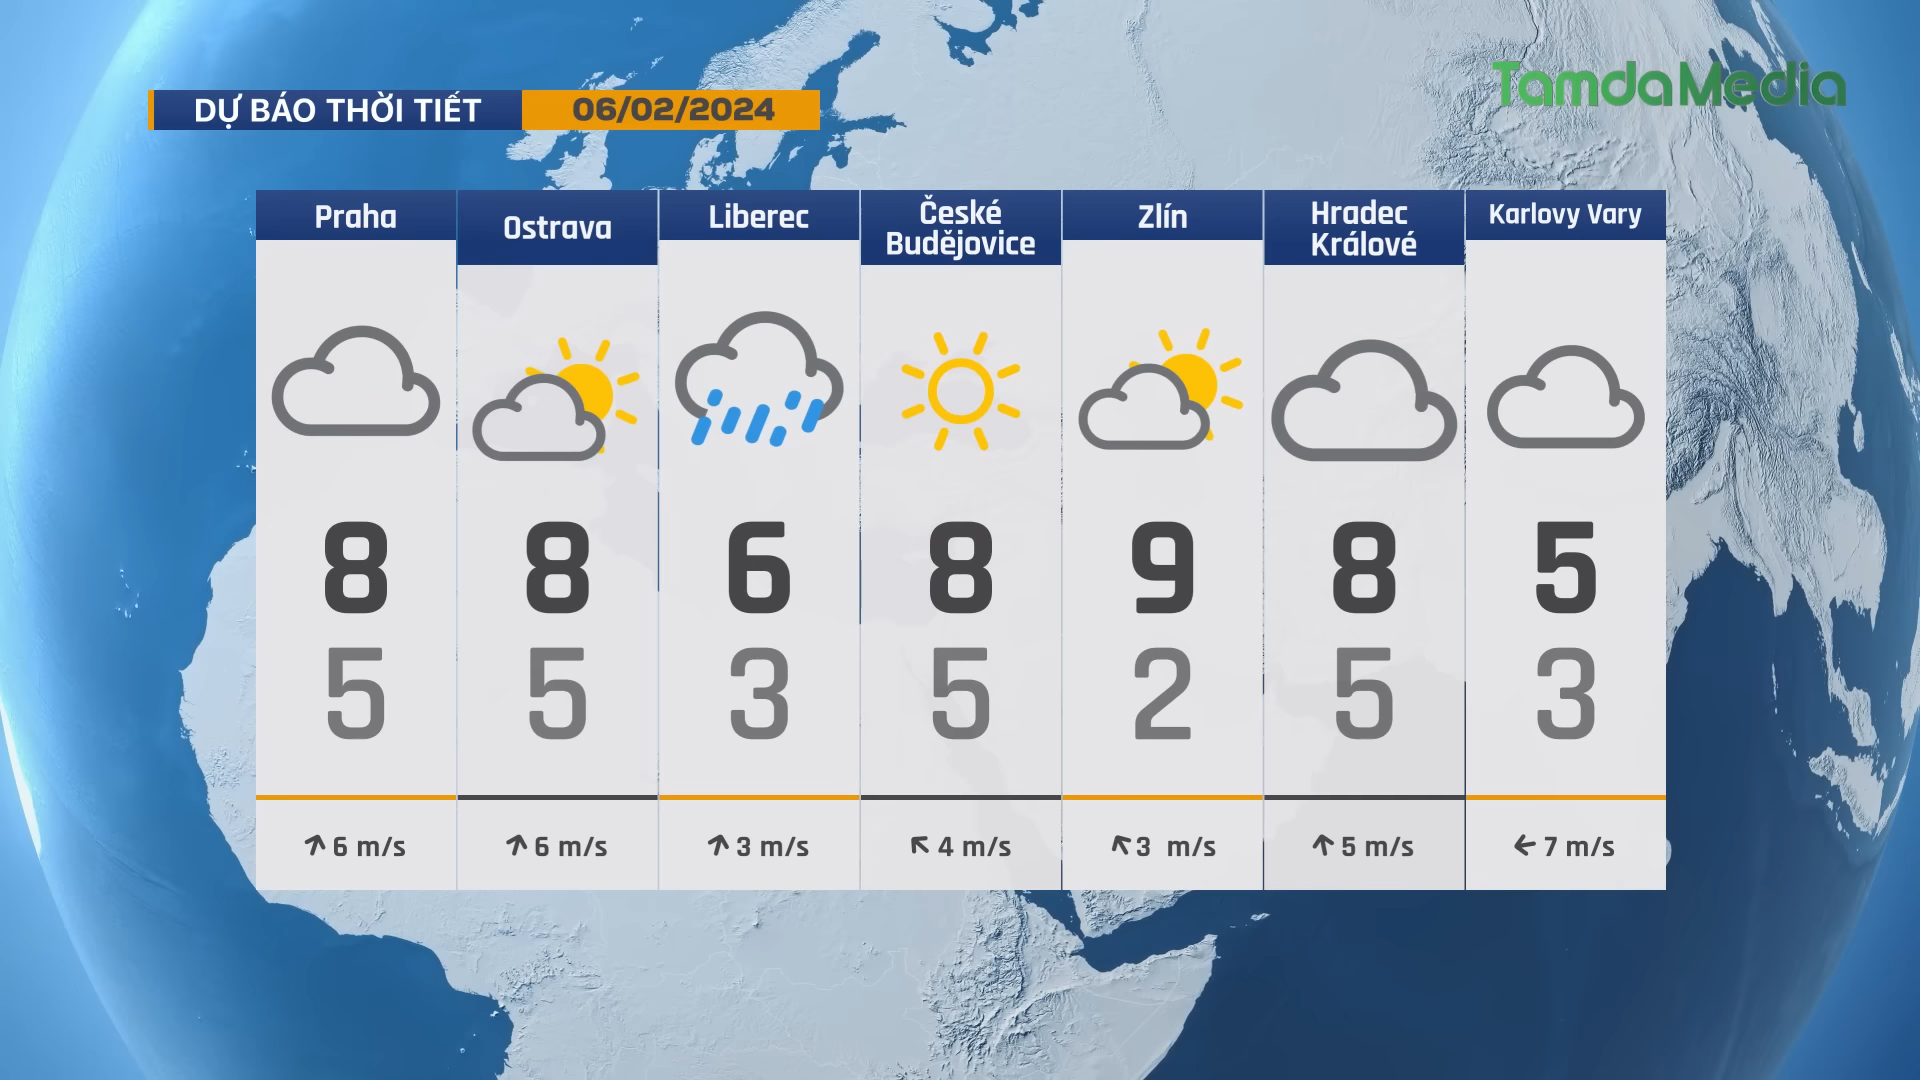 DỰ BÁO THỜI TIẾT 06/02/2024
TamdaMedia
Praha
8
5
6 m/s
Ostrava
8
5
6 m/s
Liberec
6
3
3 m/s
České
Budějovice
8
5
4 m/s
Zlín
9
2
3 m/s
Hradec
Králové
8
5
5 m/s
Karlovy Vary
5
3
7 m/s